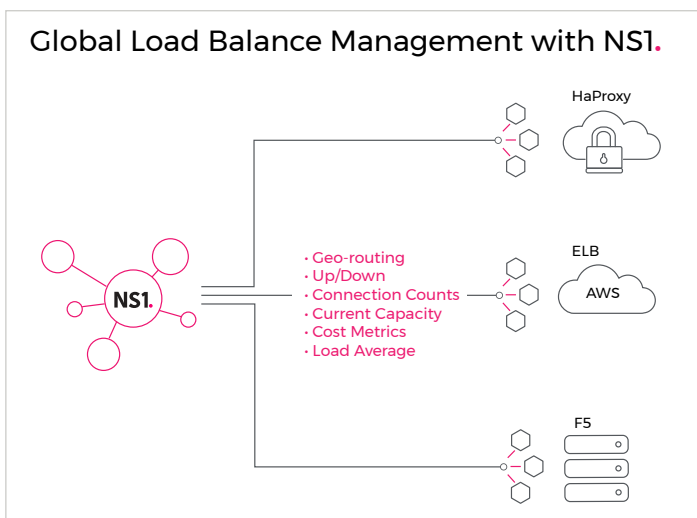 Global Load Balance Management with NS1.
HaProxy
NS1.
· Geo-routing
· Up/Down
· Connection Counts
· Current Capacity
· Cost Metrics
· Load Average
ELB
AWS
F5